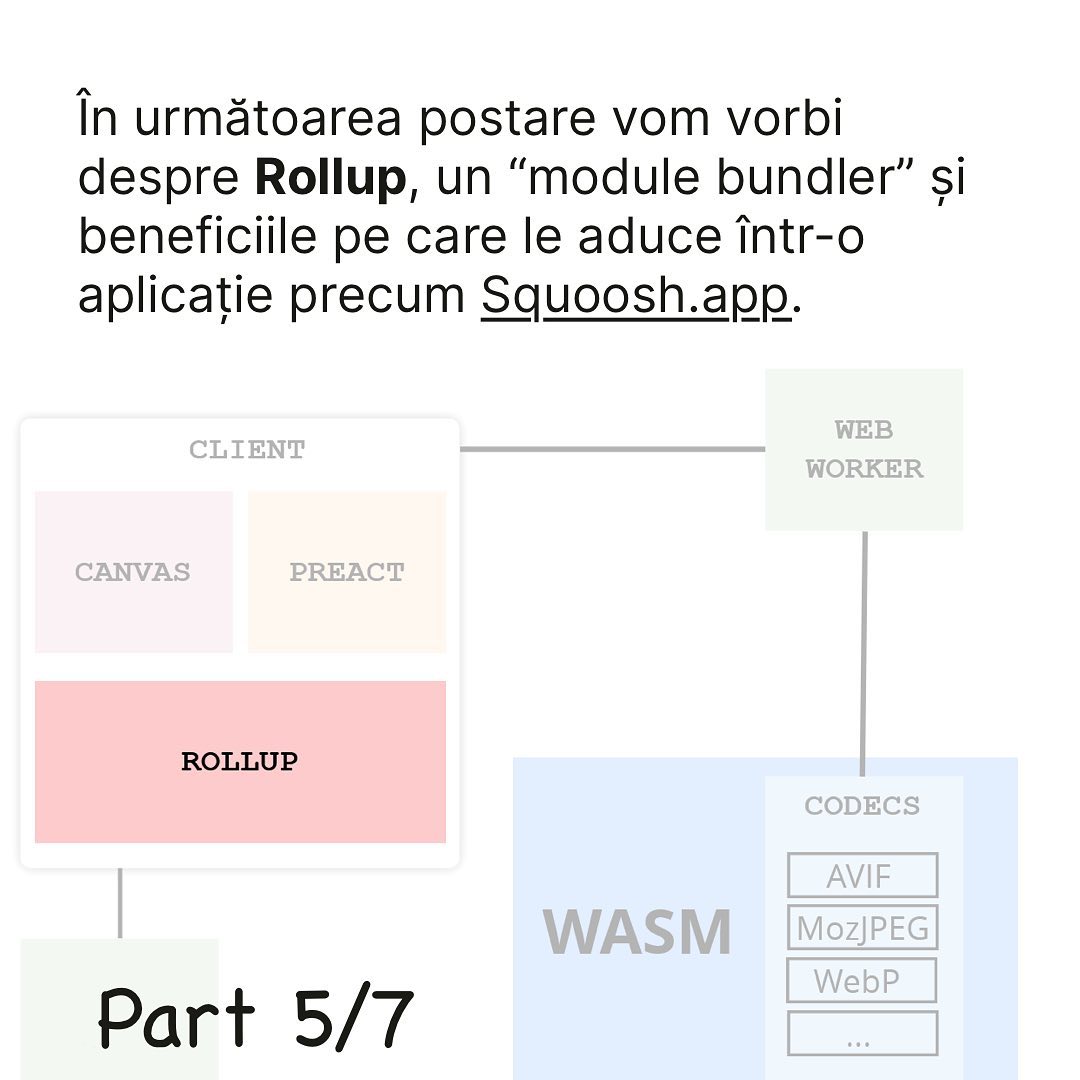 În următoarea postare vom vorbi
despre Rollup, un “module bundler” și
beneficiile pe care le aduce într-o
aplicație precum Squoosh.app.
CLIENT
WEB
WORKER
CANVAS
PREACT
ROLLUP
CODECS
AVIF
MozJPEG
WebP
...
WASM
Part 5/7